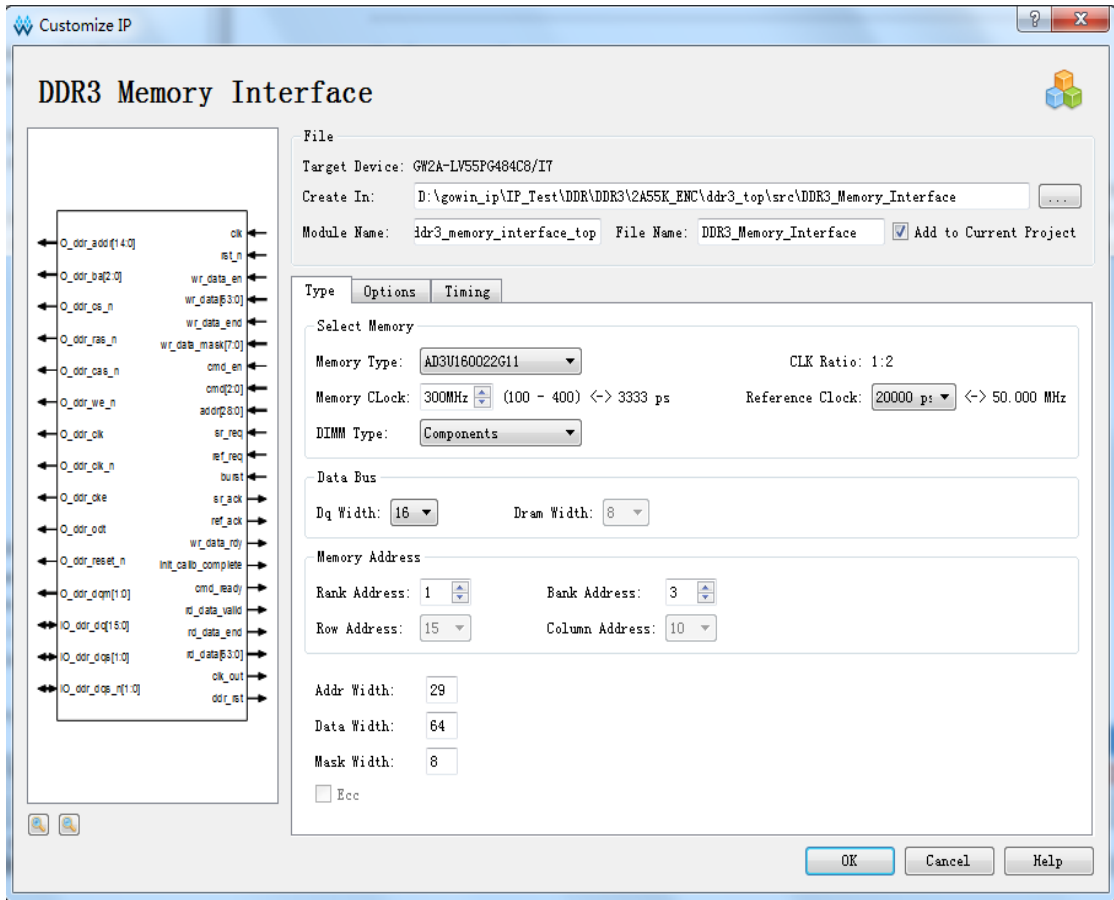 Customize IP
DDR3 Memory Interface
O_ddr_addr[14:0]
O_ddr_ba[2:0]
O_ddr_cs_n
O_ddr_ras_n
O_ddr_cas_n
O_ddr_we_n
O_ddr_clk
O_ddr_clk_n
O_ddr_cke
O_ddr_odt
O_ddr_reset_n
O_ddr_dqm[1:0]
IO_ddr_dq[15:0]
IO_ddr_dqs[1:0]
IO_ddr_dqs_n[1:0]
clk
rst_n
wr_data_en
wr_data[63:0]
wr_data_end
wr_data_mask[7:0]
cmd_en
cmd[2:0]
addr[28:0]
sr_req
ref_req
burst
sr_ack
ref_ack
wr_data_rdy
init_calib_complete
cmd_ready
rd_data_valid
rd_data_end
rd_data[63:0]
clk_out
ddr_rst
File
Target Device: GW2A-LV55PG484C8/I7
Create In: D:\gowin_ip\IP_Test\DDR\DDR3\2A55K_ENC\ddr3_top\src\DDR3_Memory_Interface ...
Module Name: ddr3_memory_interface_top File Name: DDR3_Memory_Interface Add to Current Project
Type Options Timing
Select Memory
Memory Type: AD3U160022G11 CLK Ratio: 1:2
Memory CLock: 300MHz (100 - 400) <-> 3333 ps Reference Clock: 20000 ps <-> 50.000 MHz
DIMM Type: Components
Data Bus
Dq Width: 16 Dram Width: 8
Memory Address
Rank Address: 1 Bank Address: 3
Row Address: 15 Column Address: 10
Addr Width: 29
Data Width: 64
Mask Width: 8
Ecc
OK Cancel Help